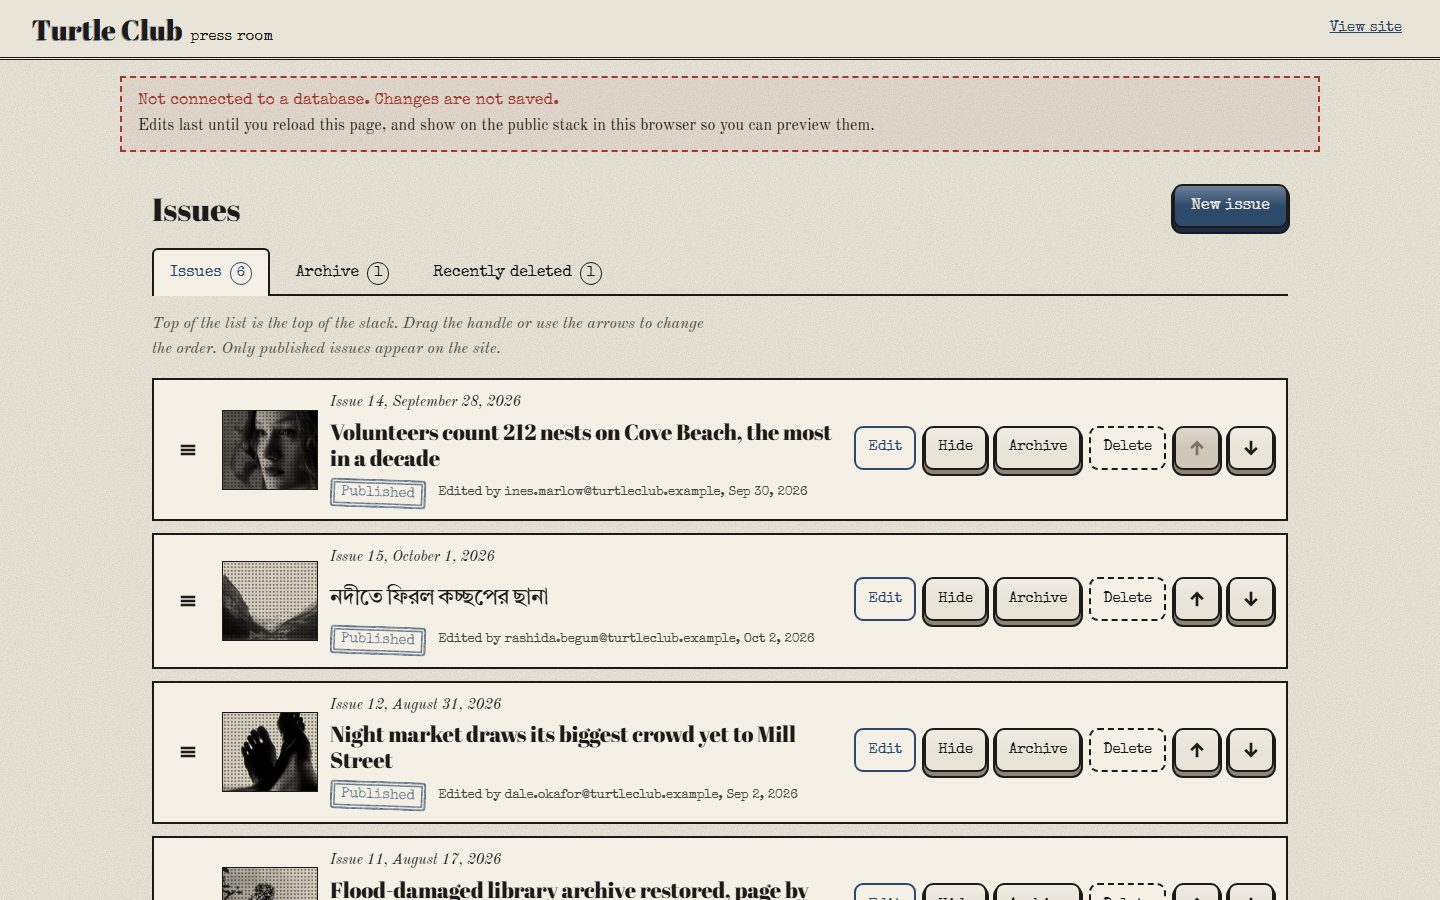 Turtle Club press room
View site
Not connected to a database. Changes are not saved.
Edits last until you reload this page, and show on the public stack in this browser so you can preview them.
Issues
New issue
Issues 6
Archive 1
Recently deleted 1
Top of the list is the top of the stack. Drag the handle or use the arrows to change
the order. Only published issues appear on the site.
Issue 14, September 28, 2026
Volunteers count 212 nests on Cove Beach, the most
in a decade
Published
Edited by ines.marlow@turtleclub.example, Sep 30, 2026
Edit
Hide
Archive
Delete
Issue 15, October 1, 2026
নদীতে ফিরল কচ্ছপের ছানা
Published
Edited by rashida.begum@turtleclub.example, Oct 2, 2026
Edit
Hide
Archive
Delete
Issue 12, August 31, 2026
Night market draws its biggest crowd yet to Mill
Street
Published
Edited by dale.okafor@turtleclub.example, Sep 2, 2026
Edit
Hide
Archive
Delete
Issue 11, August 17, 2026
Flood-damaged library archive restored, page by
Edit
Hide
Archive
Delete